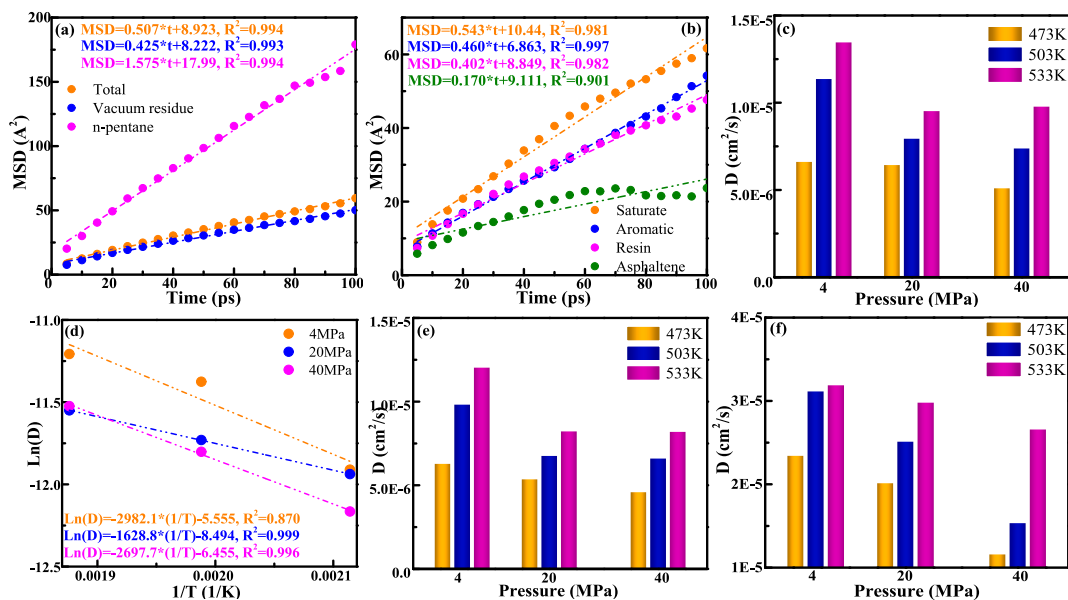 (a)
MSD=0.507*t+8.923, R²=0.994
MSD=0.425*t+8.222, R²=0.993
MSD=1.575*t+17.99, R²=0.994
Total
Vacuum residue
n-pentane
MSD (A²)
250
200
175
150
125
100
75
50
25
0
0
20
40
60
80
100
Time (ps)
(b)
MSD=0.543*t+10.44, R²=0.981
MSD=0.460*t+6.863, R²=0.997
MSD=0.402*t+8.849, R²=0.982
MSD=0.170*t+9.111, R²=0.901
Saturate
Aromatic
Resin
Asphaltene
MSD (A²)
80
60
40
20
0
0
20
40
60
80
100
Time (ps)
(c)
473K
503K
533K
D (cm²/s)
1.5E-5
1.0E-5
5.0E-6
0.0
4
20
40
Pressure (MPa)
(d)
4MPa
20MPa
40MPa
Ln(D)
-11.0
-11.5
-12.0
-12.5
Ln(D)=-2982.1*(1/T)-5.555, R²=0.870
Ln(D)=-1628.8*(1/T)-8.494, R²=0.999
Ln(D)=-2697.7*(1/T)-6.455, R²=0.996
0.0019
0.0020
0.0021
1/T (1/K)
(e)
473K
503K
533K
D (cm²/s)
1.5E-5
1.0E-5
5.0E-6
0.0
4
20
40
Pressure (MPa)
(f)
473K
503K
533K
D (cm²/s)
3E-5
2E-5
1E-5
4
20
40
Pressure (MPa)